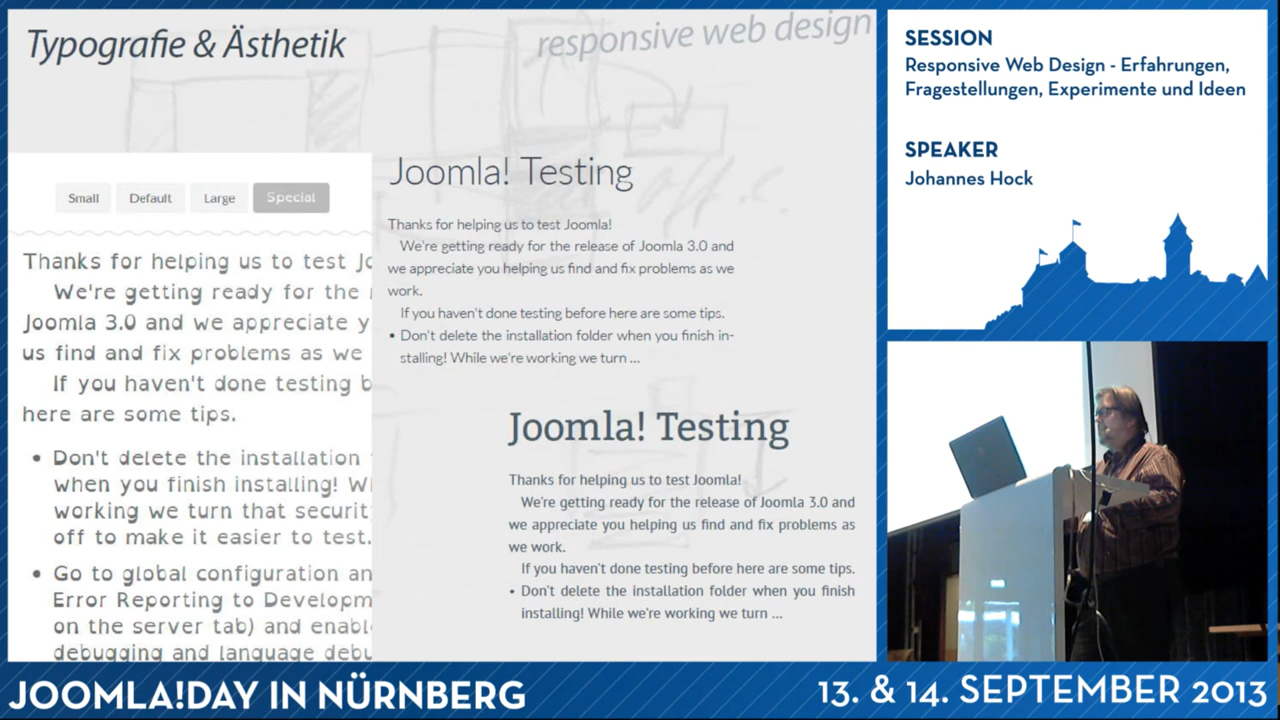 Typografie & Ästhetik
responsive web design
Small Default Large Special
Thanks for helping us to test Jo
We're getting ready for the
Joomla 3.0 and we appreciate y
us find and fix problems as we
If you haven't done testing b
here are some tips.
• Don't delete the installation
when you finish installing! W
working we turn that securit
off to make it easier to test.
• Go to global configuration an
Error Reporting to Developm
on the server tab) and enabl
debugging and language debu
Joomla! Testing
Thanks for helping us to test Joomla!
We're getting ready for the release of Joomla 3.0 and
we appreciate you helping us find and fix problems as we
work.
If you haven't done testing before here are some tips.
• Don't delete the installation folder when you finish in-
stalling! While we're working we turn ...
Joomla! Testing
Thanks for helping us to test Joomla!
We're getting ready for the release of Joomla 3.0 and
we appreciate you helping us find and fix problems as
we work.
If you haven't done testing before here are some tips.
• Don't delete the installation folder when you finish
installing! While we're working we turn ...
SESSION
Responsive Web Design - Erfahrungen,
Fragestellungen, Experimente und Ideen
SPEAKER
Johannes Hock
JOOMLA!DAY IN NÜRNBERG
13. & 14. SEPTEMBER 2013